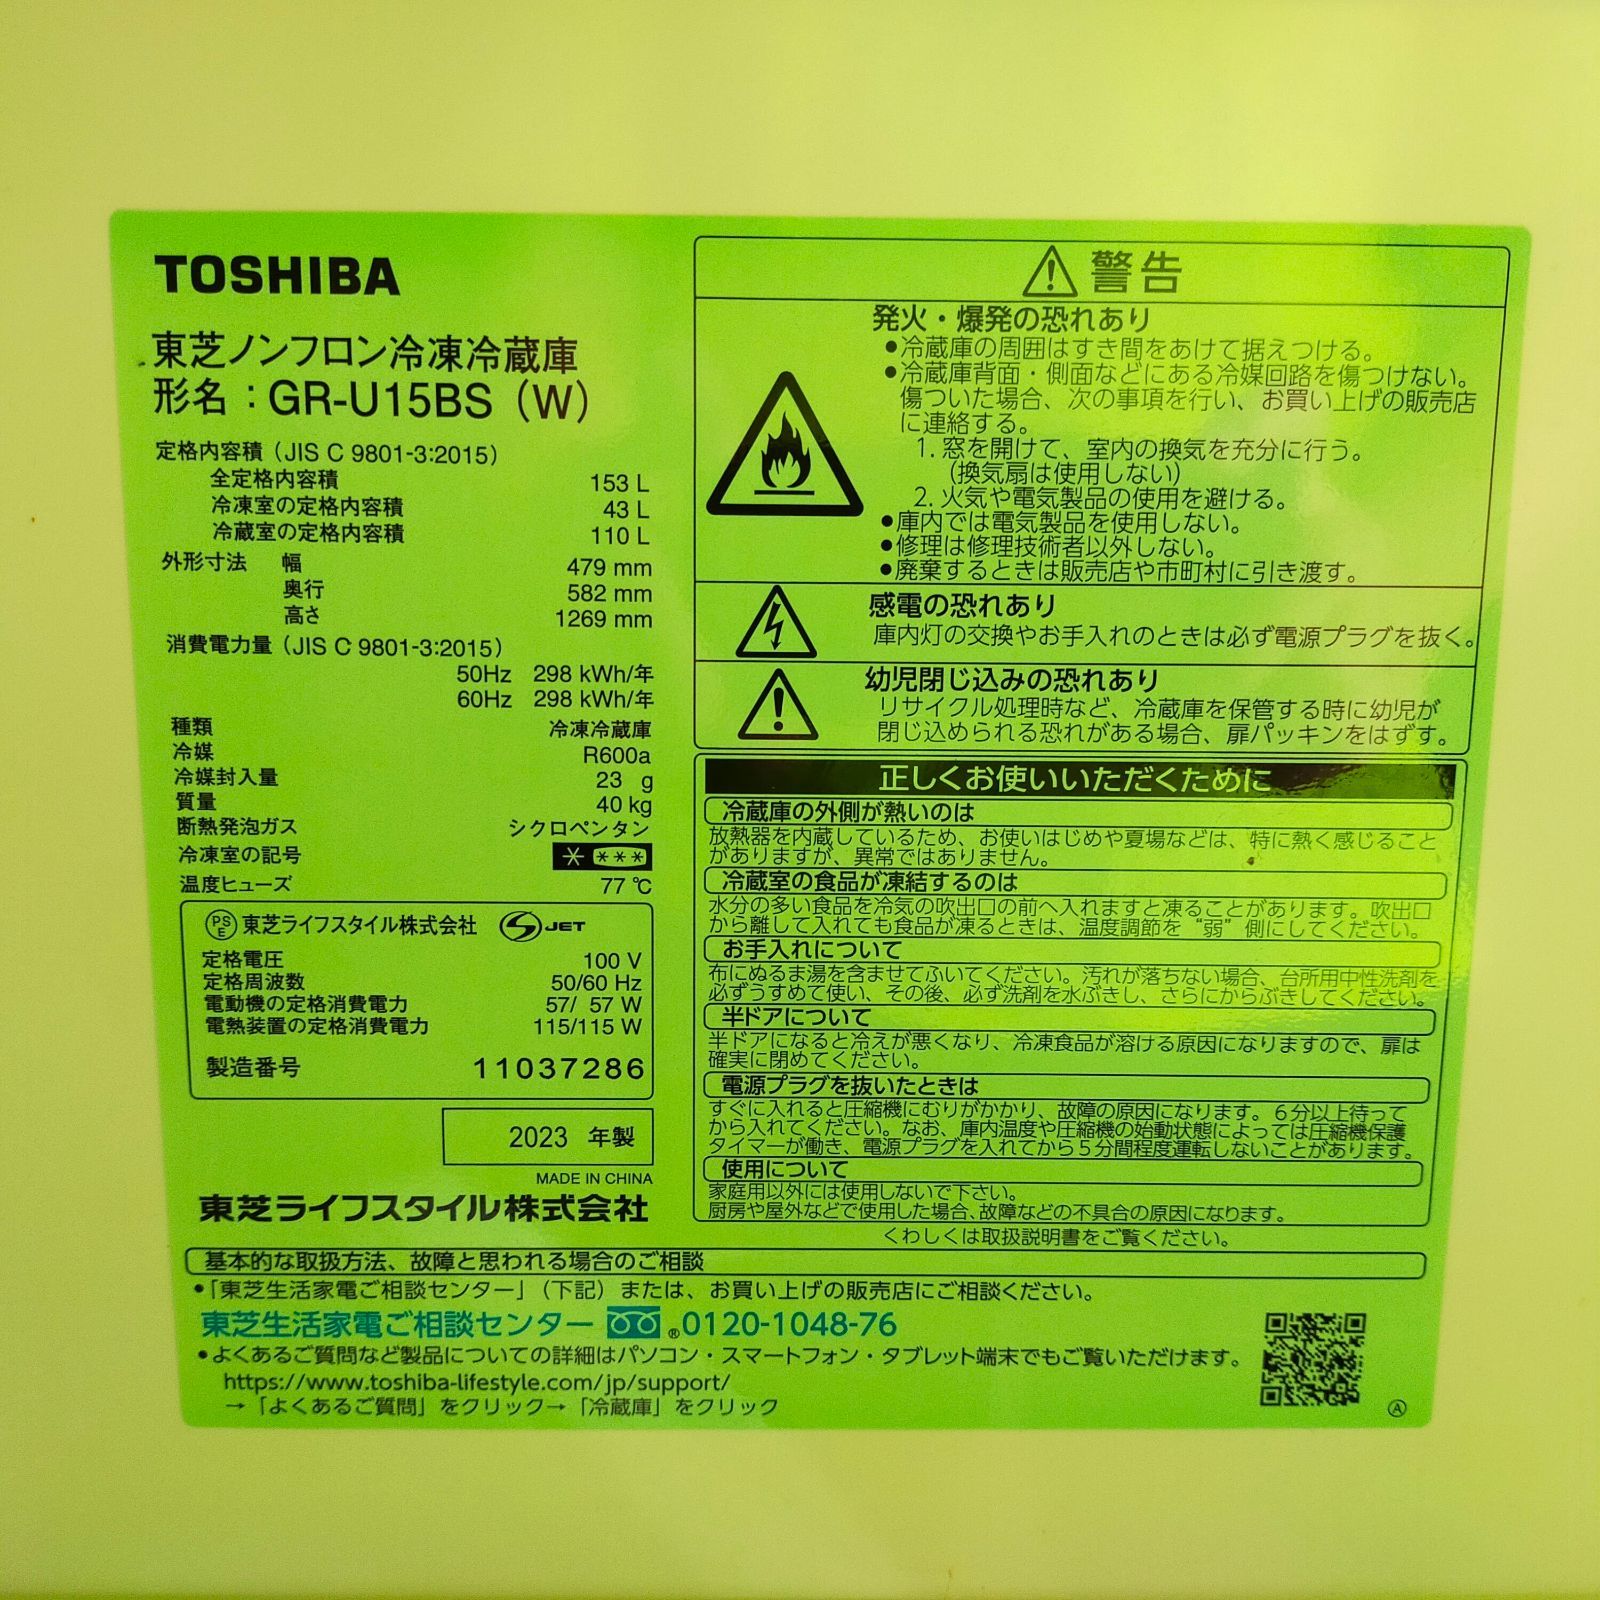 TOSHIBA
東芝ノンフロン冷凍冷蔵庫
形名：GR-U15BS（W）
定格内容積（JIS C 9801-3:2015）
全定格内容積 153 L
冷凍室の定格内容積 43 L
冷蔵室の定格内容積 110 L
外形寸法 幅 479 mm
奥行 582 mm
高さ 1269 mm
消費電力量（JIS C 9801-3:2015）
50Hz 298 kWh/年
60Hz 298 kWh/年
種類 冷凍冷蔵庫
冷媒 R600a
冷媒封入量 23 g
質量 40 kg
断熱発泡ガス シクロペンタン
冷凍室の記号
温度ヒューズ 77 ℃
PSE 東芝ライフスタイル株式会社 JET
定格電圧 100 V
定格周波数 50/60 Hz
電動機の定格消費電力 57/ 57 W
電熱装置の定格消費電力 115/115 W
製造番号 11037286
2023 年製
MADE IN CHINA
東芝ライフスタイル株式会社
警告
発火・爆発の恐れあり
●冷蔵庫の周囲はすき間をあけて据えつける。
●冷蔵庫背面・側面などにある冷媒回路を傷つけない。
傷ついた場合、次の事項を行い、お買い上げの販売店
に連絡する。
1. 窓を開けて、室内の換気を充分に行う。
（換気扇は使用しない）
2. 火気や電気製品の使用を避ける。
●庫内では電気製品を使用しない。
●修理は修理技術者以外しない。
●廃棄するときは販売店や市町村に引き渡す。
感電の恐れあり
庫内灯の交換やお手入れのときは必ず電源プラグを抜く。
幼児閉じ込みの恐れあり
リサイクル処理時など、冷蔵庫を保管する時に幼児が
閉じ込められる恐れがある場合、扉パッキンをはずす。
正しくお使いいただくために
冷蔵庫の外側が熱いのは
放熱器を内蔵しているため、お使いはじめや夏場などは、特に熱く感じること
がありますが、異常ではありません。
冷蔵室の食品が凍結するのは
水分の多い食品を冷気の吹出口の前へ入れますと凍ることがあります。吹出口
から離して入れても食品が凍るときは、温度調節を“弱”側にしてください。
お手入れについて
布にぬるま湯を含ませてふいてください。汚れが落ちない場合、台所用中性洗剤を
必ずうすめて使い、その後、必ず洗剤を水ぶきし、さらにからぶきしてください。
半ドアについて
半ドアになると冷えが悪くなり、冷凍食品が溶ける原因になりますので、扉は
確実に閉めてください。
電源プラグを抜いたときは
すぐに入れると圧縮機にむりがかかり、故障の原因になります。６分以上待って
から入れてください。なお、庫内温度や圧縮機の始動状態によっては圧縮機保護
タイマーが働き、電源プラグを入れてから５分間程度運転しないことがあります。
使用について
家庭用以外には使用しないで下さい。
厨房や屋外などで使用した場合、故障などの不具合の原因になります。
くわしくは取扱説明書をご覧ください。
基本的な取扱方法、故障と思われる場合のご相談
●「東芝生活家電ご相談センター」（下記）または、お買い上げの販売店にご相談ください。
東芝生活家電ご相談センター ®0120-1048-76
●よくあるご質問など製品についての詳細はパソコン・スマートフォン・タブレット端末でもご覧いただけます。
https://www.toshiba-lifestyle.com/jp/support/
→「よくあるご質問」をクリック→「冷蔵庫」をクリック
Ⓐ